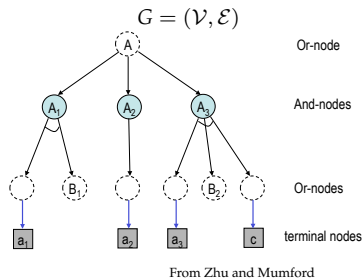 G = (𝒱, ℰ)
A Or-node
A₁ A₂ A₃ And-nodes
B₁ B₂ Or-nodes
a₁ a₂ a₃ c terminal nodes
From Zhu and Mumford